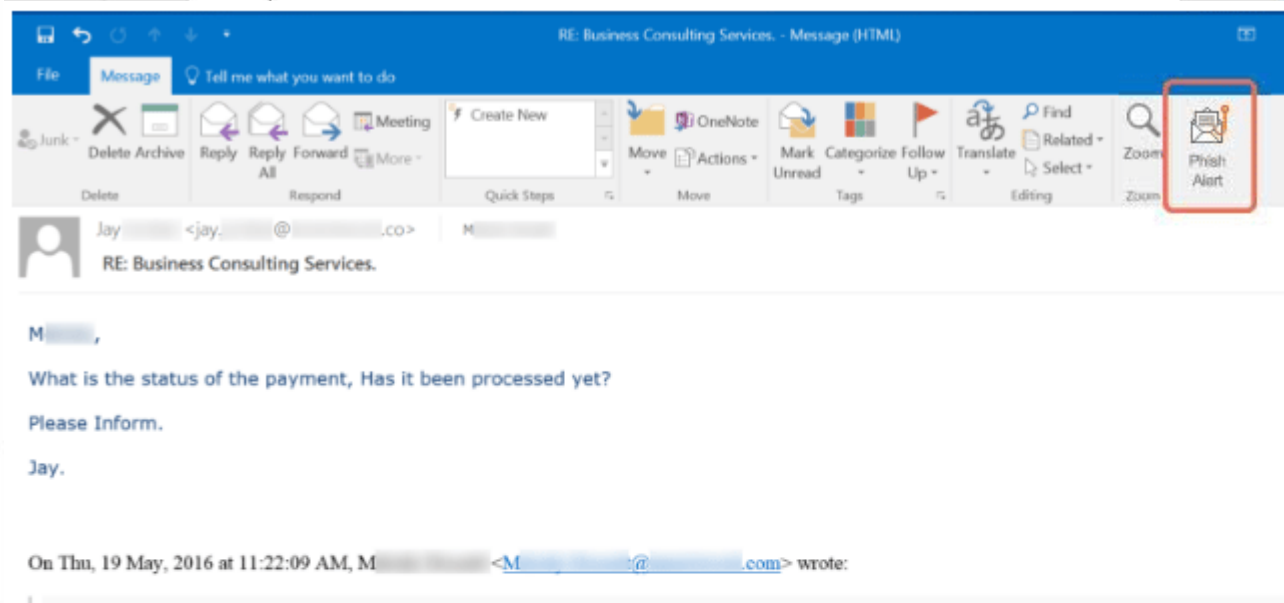 RE: Business Consulting Services. - Message (HTML)
File Message Tell me what you want to do
Junk Delete Archive Reply Reply All Forward Meeting More Create New Move OneNote Actions Mark Unread Categorize Follow Up Translate Find Related Select Zoom Phish Alert
Delete Respond Quick Steps Move Tags Editing Zoom
Jay <jay. @ .co> M
RE: Business Consulting Services.
M ,
What is the status of the payment, Has it been processed yet?
Please Inform.
Jay.
On Thu, 19 May, 2016 at 11:22:09 AM, M <M @ .com> wrote: